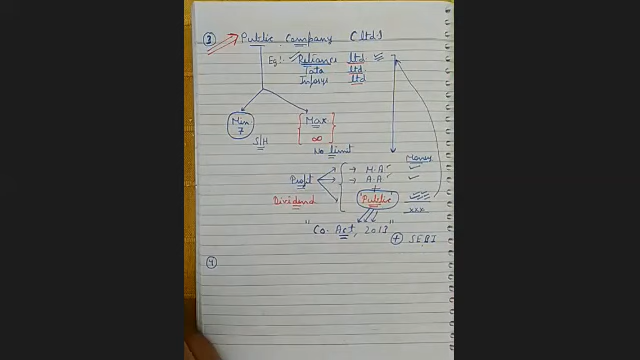 ③ Public Company (ltd)
Eg:- Reliance ltd
Tata ltd.
Infosys ltd
Min 7
S/H
Max ∞
No limit
Money
Profit → M.A
→ A.A
+
Dividend "Public"
xxx
"Co. Act, 2013"
+ SEBI
④